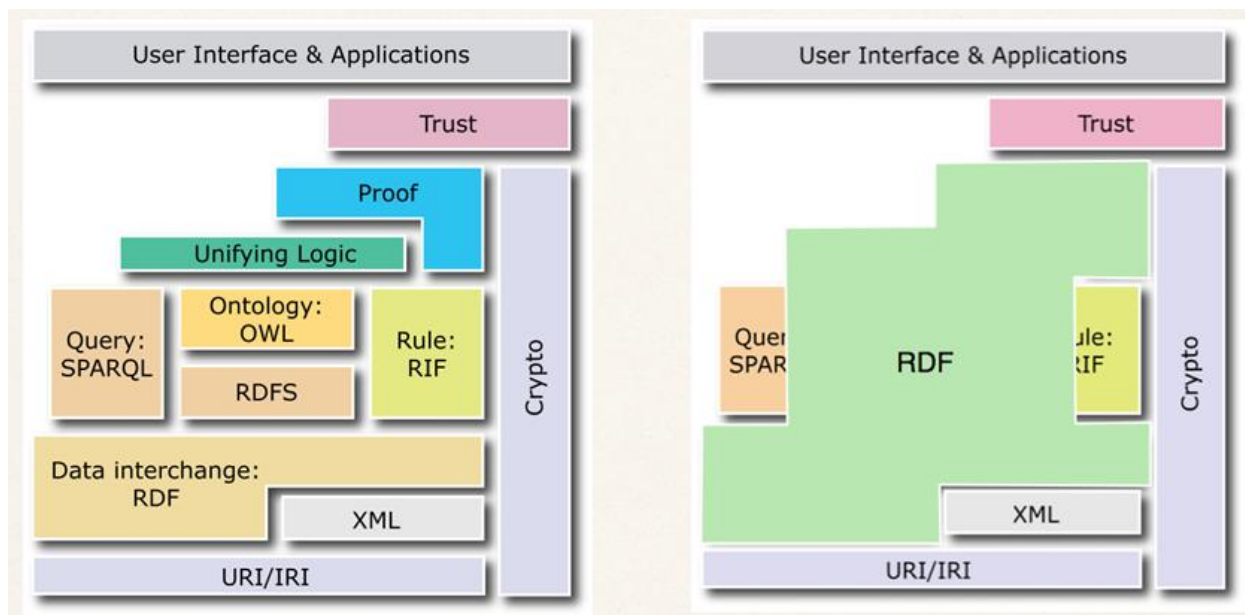 User Interface & Applications
Trust
Proof
Unifying Logic
Ontology:
OWL
Query:
SPARQL
Rule:
RIF
RDFS
Crypto
Data interchange:
RDF
XML
URI/IRI
User Interface & Applications
Trust
RDF
Crypto
XML
URI/IRI